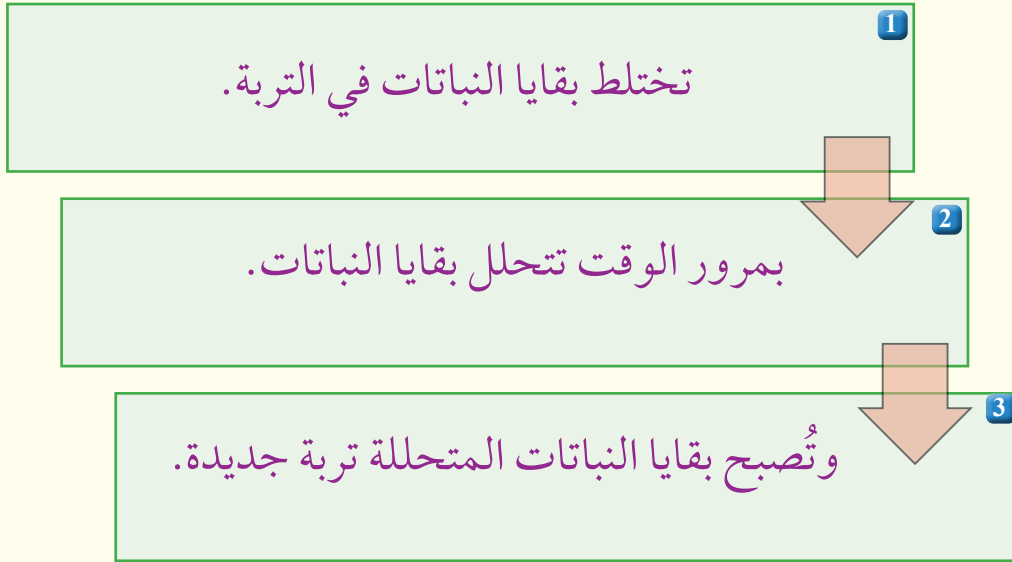 1
تختلط بقايا النباتات في التربة.
2
بمرور الوقت تتحلل بقايا النباتات.
3
وتُصبح بقايا النباتات المتحللة تربة جديدة.